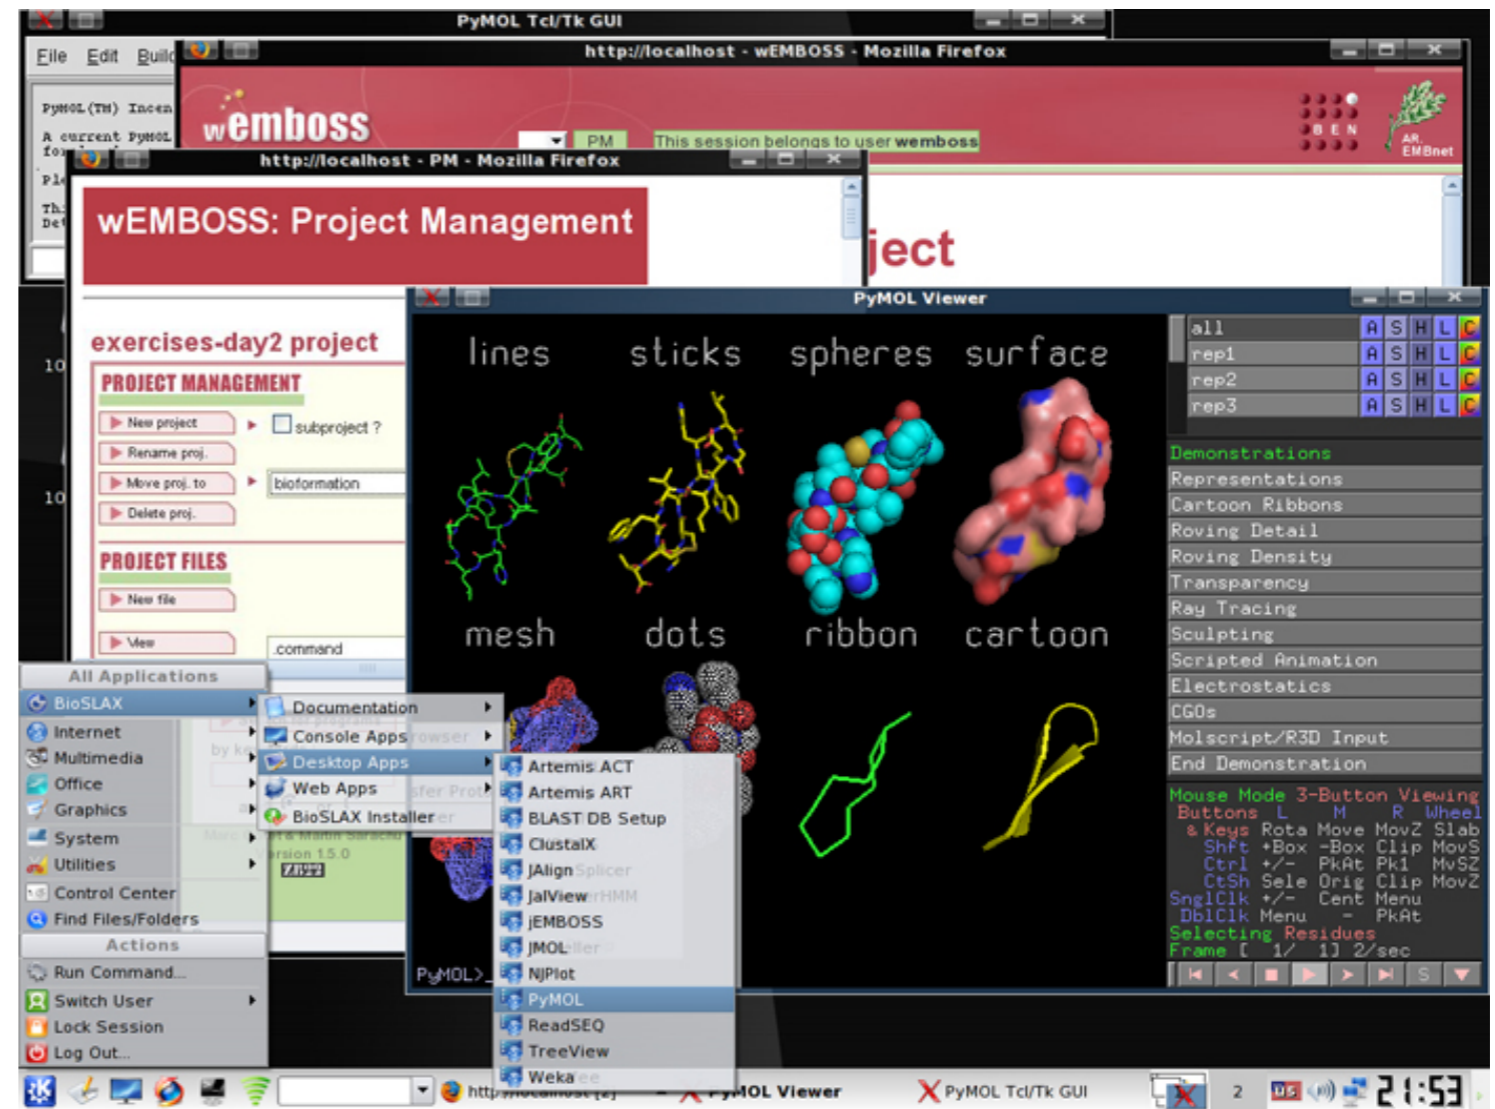 PyMOL Tcl/Tk GUI
File Edit Build
http://localhost - wEMBOSS - Mozilla Firefox
PyMOL(TM) Incen
A current PyMOL
wemboss
PM
This session belongs to user wemboss
BEN
AR.
EMBnet
http://localhost - PM - Mozilla Firefox
wEMBOSS: Project Management
ject
exercises-day2 project
PROJECT MANAGEMENT
New project
subproject ?
Rename proj.
Move proj. to
bioformation
Delete proj.
PROJECT FILES
New file
View
.command
10
10
PyMOL Viewer
lines sticks spheres surface
mesh dots ribbon cartoon
PyMOL>_
all A S H L C
rep1 A S H L C
rep2 A S H L C
rep3 A S H L C
Demonstrations
Representations
Cartoon Ribbons
Roving Detail
Roving Density
Transparency
Ray Tracing
Sculpting
Scripted Animation
Electrostatics
CGOs
Molscript/R3D Input
End Demonstration
Mouse Mode 3-Button Viewing
Buttons L M R Wheel
& Keys Rota Move MovZ Slab
Shft +Box -Box Clip MovS
Ctrl +/- PkAt Pk1 MvSZ
CtSh Sele Orig Clip MovZ
SnglClk +/- Cent Menu
DblClk Menu - PkAt
Selecting Residues
Frame [ 1/ 1] 2/sec
S
All Applications
BioSLAX
Internet
Multimedia
Office
Graphics
System
Utilities
Control Center
Find Files/Folders
Actions
Run Command...
Switch User
Lock Session
Log Out...
Documentation
Console Apps
Desktop Apps
Web Apps
BioSLAX Installer
Version 1.5.0
Artemis ACT
Artemis ART
BLAST DB Setup
ClustalX
JAlign
JalView
jEMBOSS
JMOL
NJPlot
PyMOL
ReadSEQ
TreeView
Weka
PyMOL Viewer
PyMOL Tcl/Tk GUI
2
US
21:53